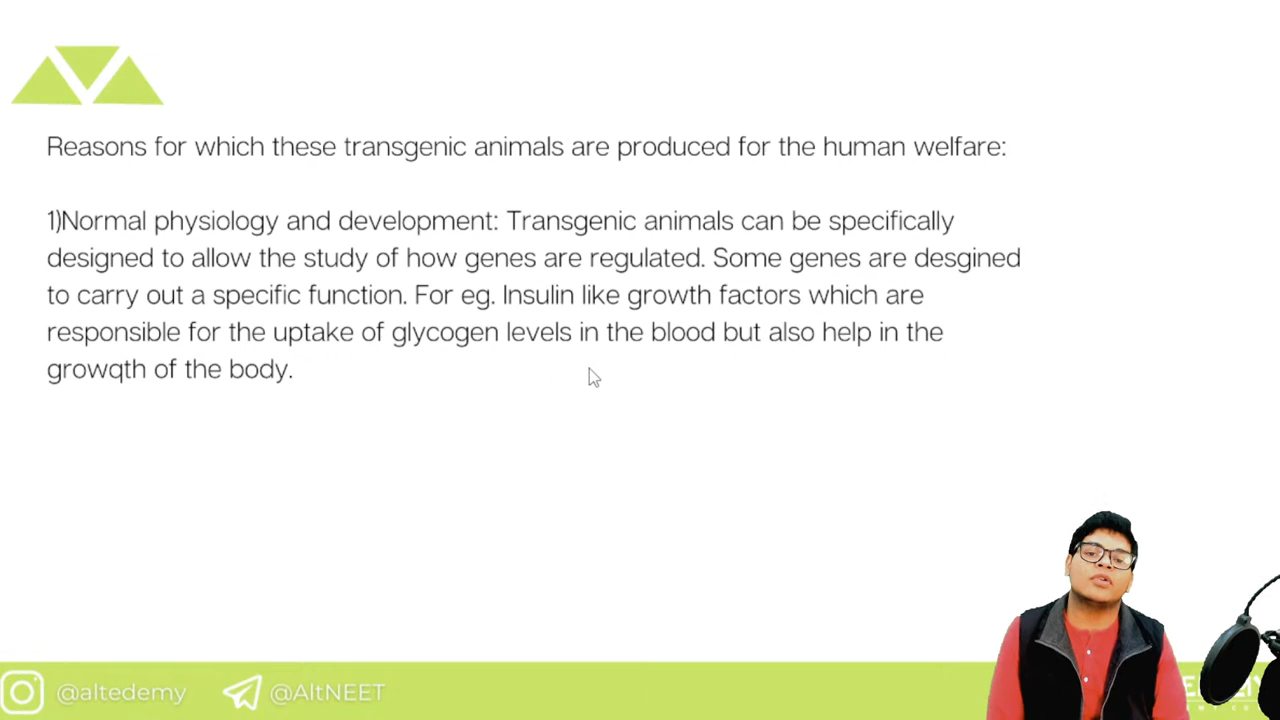 Reasons for which these transgenic animals are produced for the human welfare:
1)Normal physiology and development: Transgenic animals can be specifically
designed to allow the study of how genes are regulated. Some genes are desgined
to carry out a specific function. For eg. Insulin like growth factors which are
responsible for the uptake of glycogen levels in the blood but also help in the
growqth of the body.
@altedemy @AltNEET